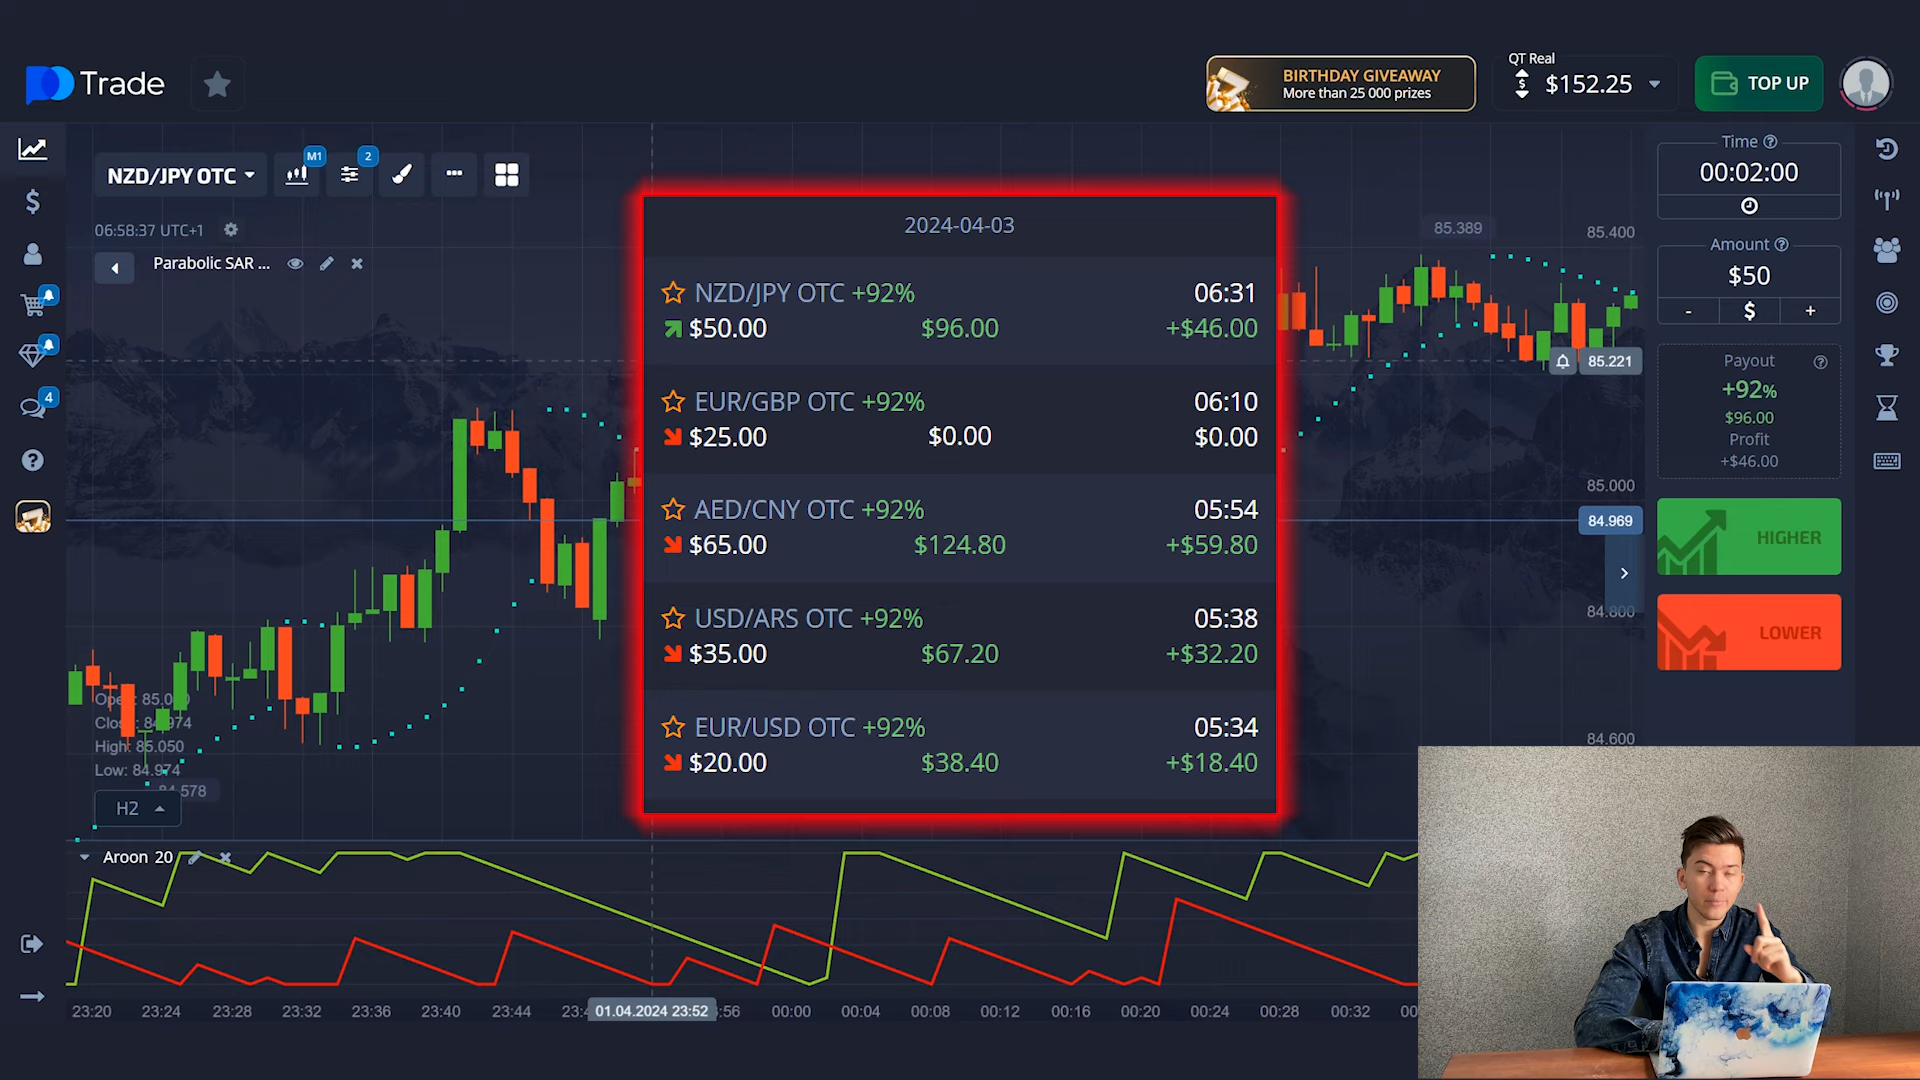 Trade
BIRTHDAY GIVEAWAY
More than 25 000 prizes
QT Real
$152.25
TOP UP
NZD/JPY OTC
M1
2
06:58:37 UTC+1
Parabolic SAR ...
Time
00:02:00
Amount
$50
- $ +
Payout
+92%
$96.00
Profit
+$46.00
HIGHER
LOWER
85.389
85.400
85.221
85.000
84.969
84.800
84.600
2024-04-03
NZD/JPY OTC +92% 06:31
$50.00 $96.00 +$46.00
EUR/GBP OTC +92% 06:10
$25.00 $0.00 $0.00
AED/CNY OTC +92% 05:54
$65.00 $124.80 +$59.80
USD/ARS OTC +92% 05:38
$35.00 $67.20 +$32.20
EUR/USD OTC +92% 05:34
$20.00 $38.40 +$18.40
4
High: 85.050
Low: 84.974
H2
Aroon 20
23:20 23:24 23:28 23:32 23:36 23:40 23:44 01.04.2024 23:52 :56 00:00 00:04 00:08 00:12 00:16 00:20 00:24 00:28 00:32